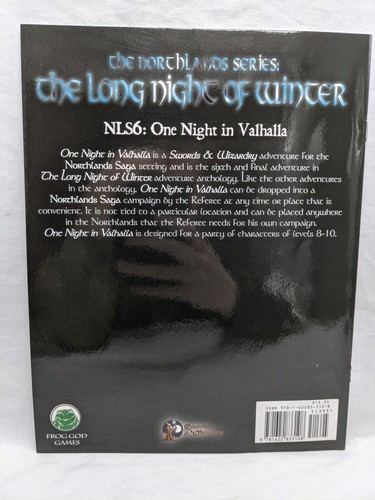 the Northlands Series:
the Long Night of Winter
NLS6: One Night in Valhalla
One Night in Valhalla is a Swords & Wizardry adventure for the
Northlands Saga setting and is the sixth and final adventure in
The Long Night of Winter adventure anthology. Like the other adventures
in the anthology, One Night in Valhalla can be dropped into a
Northlands Saga campaign by the Referee at any time or place that is
convenient. It is not tied to a particular location and can be placed anywhere
in the Northlands that the Referee needs for his own campaign.
One Night in Valhalla is designed for a party of characters of levels 8-10.
FROG GOD
GAMES